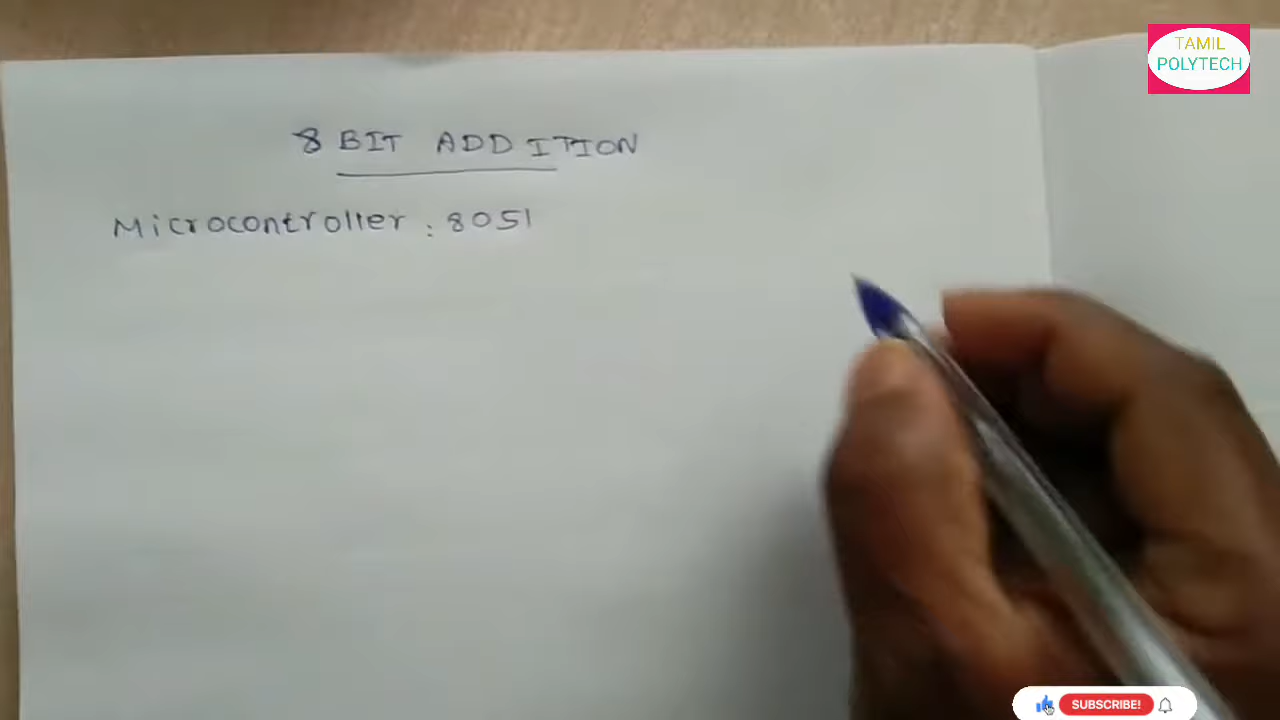 TAMIL
POLYTECH
8 BIT ADDITION
Microcontroller : 8051
SUBSCRIBE!